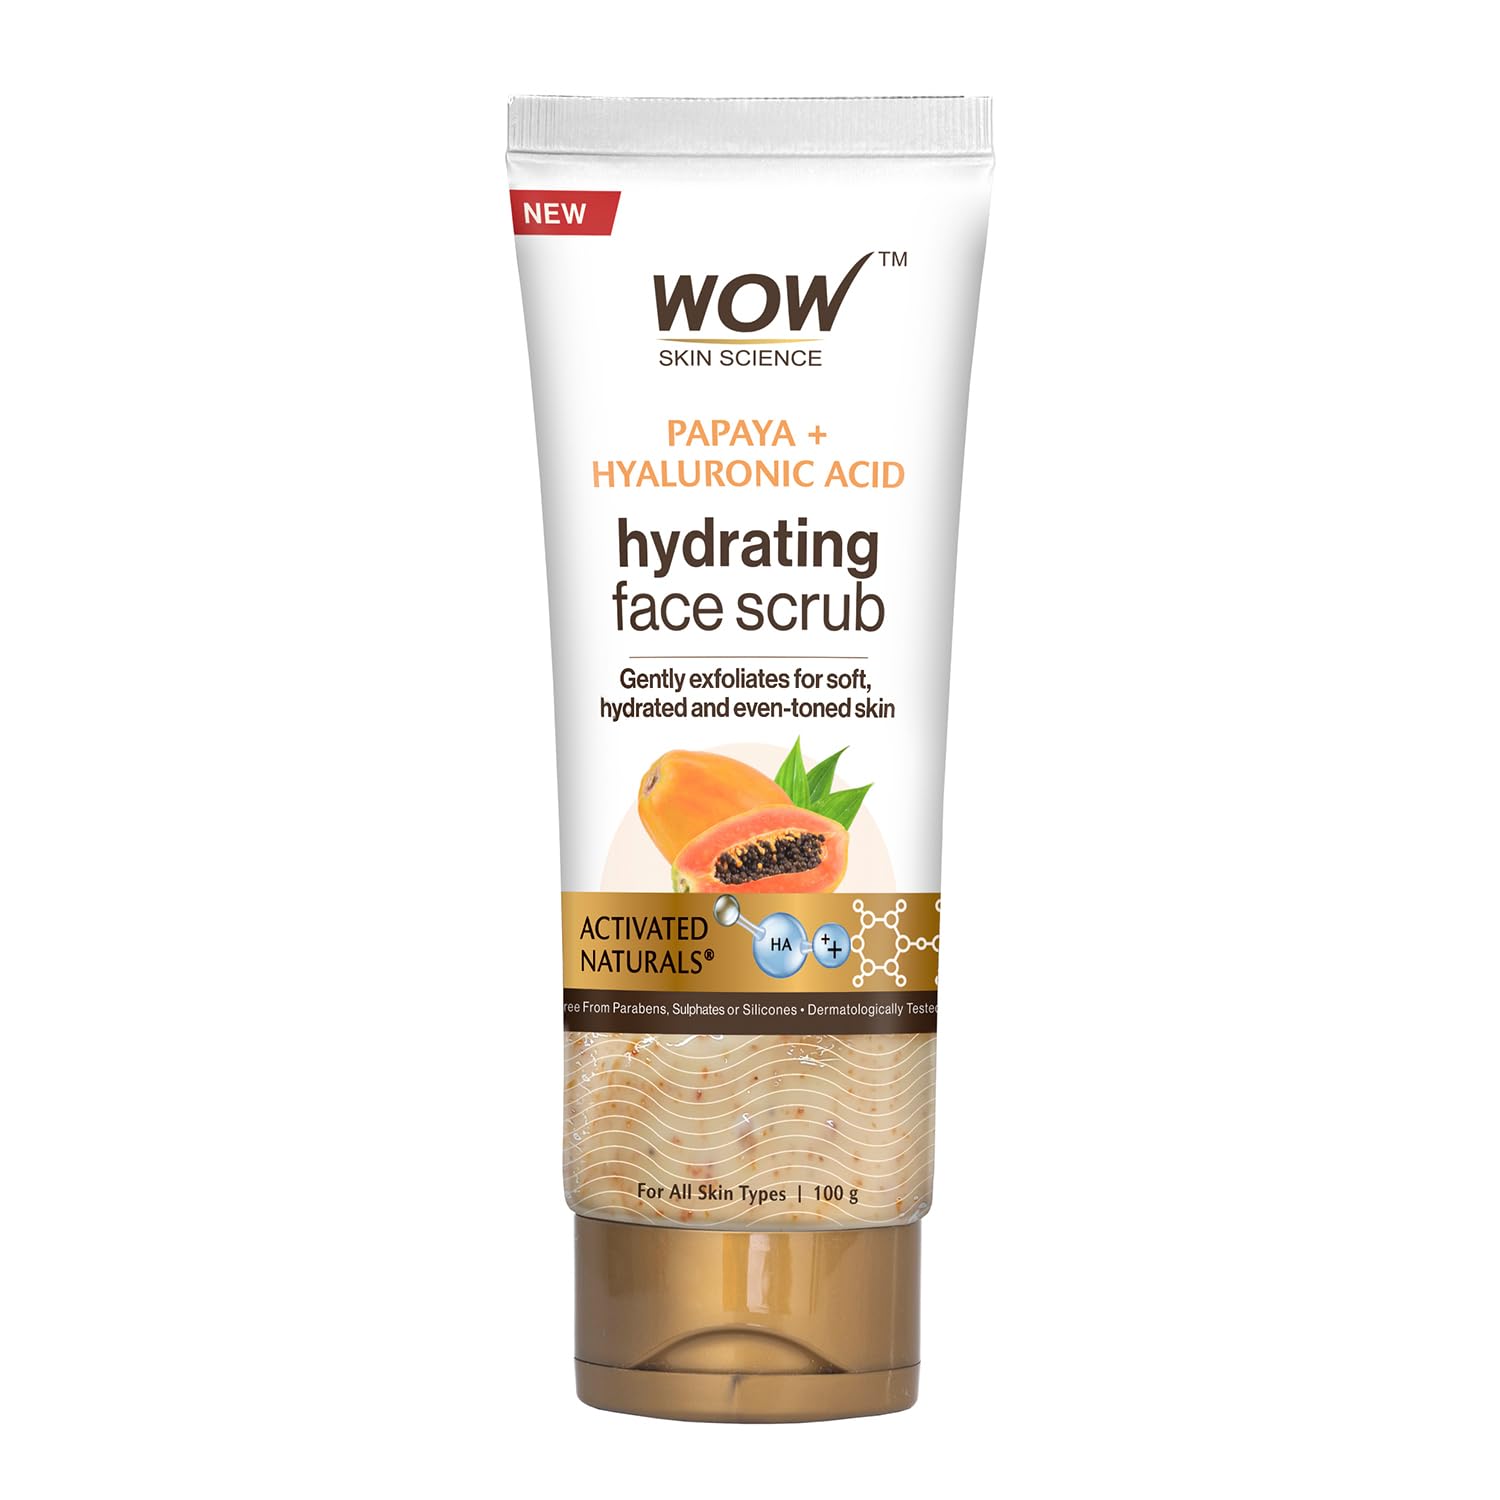 NEW
WOW™
SKIN SCIENCE
PAPAYA +
HYALURONIC ACID
hydrating
face scrub
Gently exfoliates for soft,
hydrated and even-toned skin
ACTIVATED
NATURALS®
HA
++
ree From Parabens, Sulphates or Silicones • Dermatologically Teste
For All Skin Types | 100 g